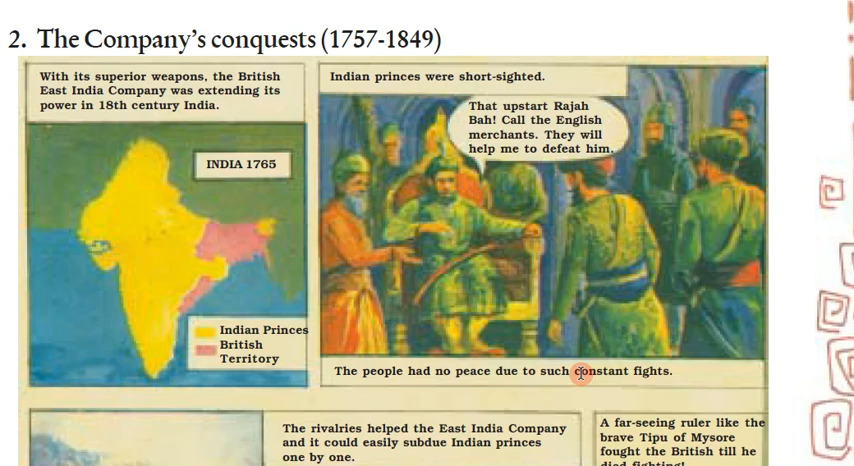 2. The Company's conquests (1757-1849)
With its superior weapons, the British
East India Company was extending its
power in 18th century India.
INDIA 1765
Indian Princes
British
Territory
Indian princes were short-sighted.
That upstart Rajah
Bah! Call the English
merchants. They will
help me to defeat him.
The people had no peace due to such constant fights.
The rivalries helped the East India Company
and it could easily subdue Indian princes
one by one.
A far-seeing ruler like the
brave Tipu of Mysore
fought the British till he
died fighting!